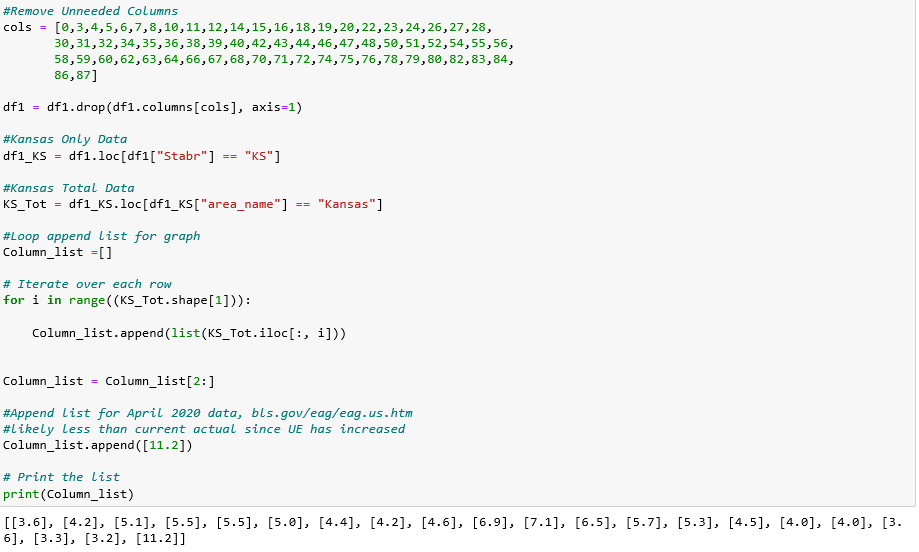 #Remove Unneeded Columns
cols = [0,3,4,5,6,7,8,10,11,12,14,15,16,18,19,20,22,23,24,26,27,28,
       30,31,32,34,35,36,38,39,40,42,43,44,46,47,48,50,51,52,54,55,56,
       58,59,60,62,63,64,66,67,68,70,71,72,74,75,76,78,79,80,82,83,84,
       86,87]
df1 = df1.drop(df1.columns[cols], axis=1)
#Kansas Only Data
df1_KS = df1.loc[df1["Stabr"] == "KS"]
#Kansas Total Data
KS_Tot = df1_KS.loc[df1_KS["area_name"] == "Kansas"]
#Loop append list for graph
Column_list =[]
# Iterate over each row
for i in range((KS_Tot.shape[1])):
    Column_list.append(list(KS_Tot.iloc[:, i]))
Column_list = Column_list[2:]
#Append list for April 2020 data, bls.gov/eag/eag.us.htm
#likely less than current actual since UE has increased
Column_list.append([11.2])
# Print the list
print(Column_list)
[[3.6], [4.2], [5.1], [5.5], [5.5], [5.0], [4.4], [4.2], [4.6], [6.9], [7.1], [6.5], [5.7], [5.3], [4.5], [4.0], [4.0], [3.
6], [3.3], [3.2], [11.2]]